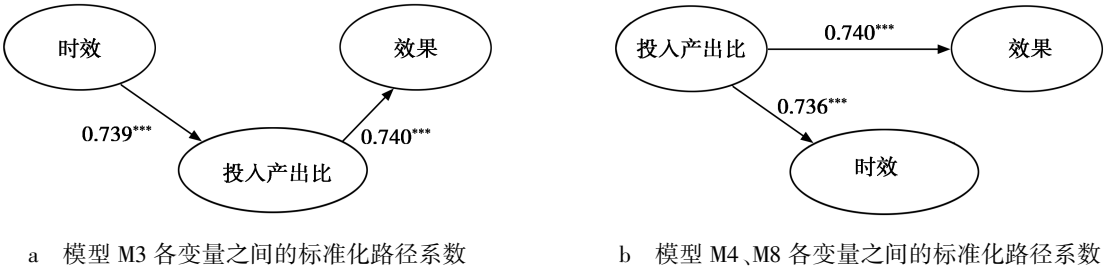 时效
效果
0.739***
0.740***
投入产出比
a 模型 M3 各变量之间的标准化路径系数
投入产出比
0.740***
效果
0.736***
时效
b 模型 M4、M8 各变量之间的标准化路径系数